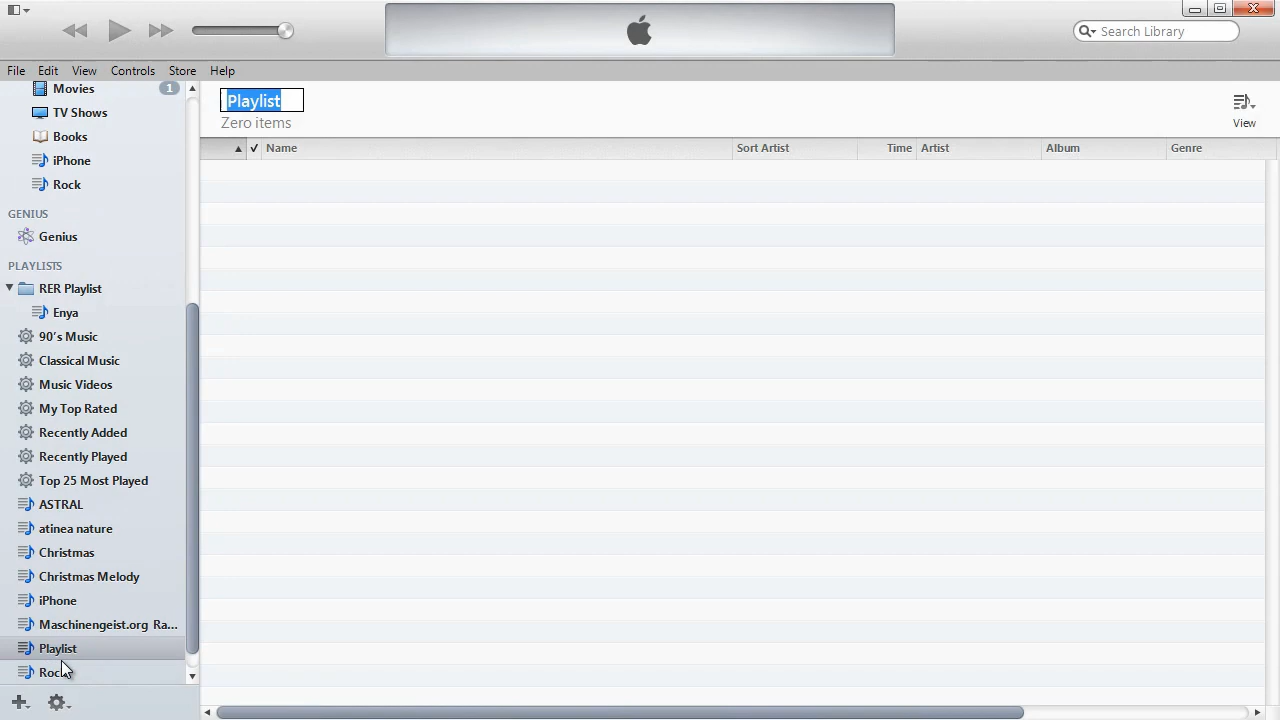 Search Library
File Edit View Controls Store Help
Movies 1
TV Shows
Books
iPhone
Rock
GENIUS
Genius
PLAYLISTS
RER Playlist
Enya
90's Music
Classical Music
Music Videos
My Top Rated
Recently Added
Recently Played
Top 25 Most Played
ASTRAL
atinea nature
Christmas
Christmas Melody
iPhone
Maschinengeist.org Ra...
Playlist
Rock
Playlist
Zero items
View
Name Sort Artist Time Artist Album Genre